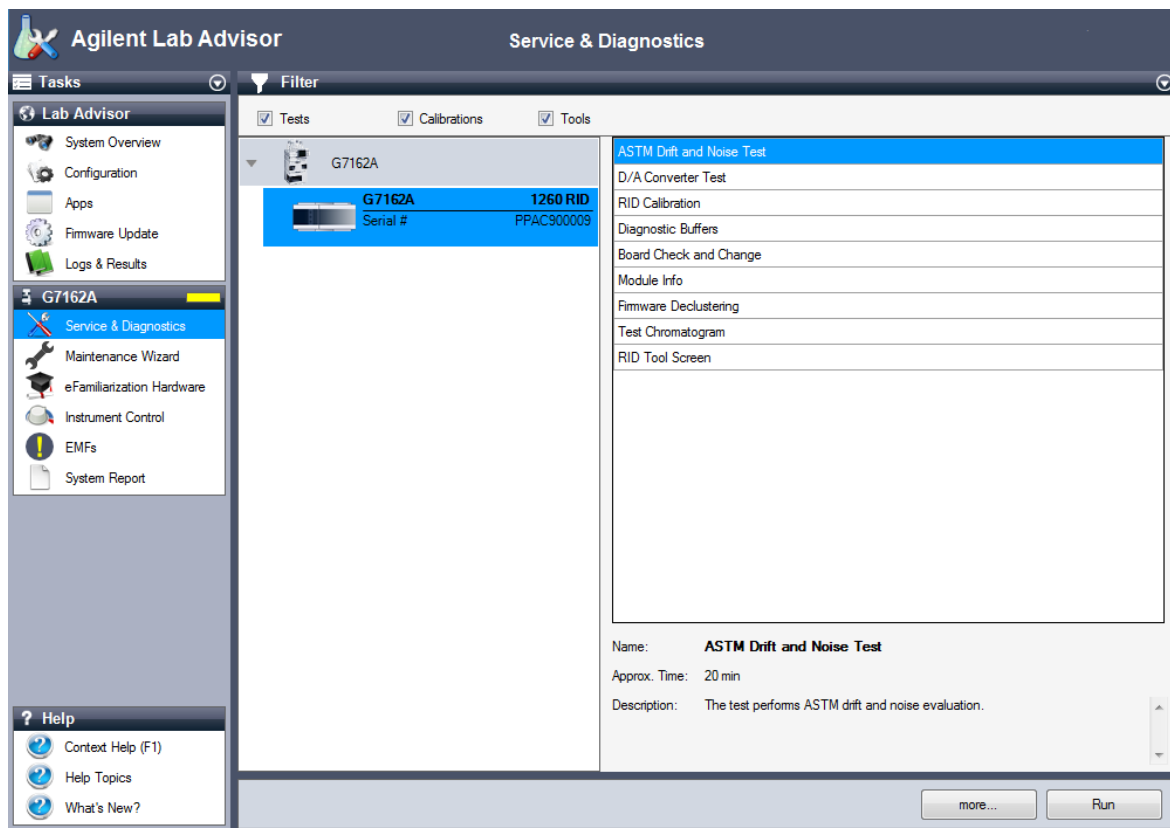 Agilent Lab Advisor
Service & Diagnostics
Tasks
Lab Advisor
System Overview
Configuration
Apps
Firmware Update
Logs & Results
G7162A
Service & Diagnostics
Maintenance Wizard
eFamiliarization Hardware
Instrument Control
EMFs
System Report
? Help
Context Help (F1)
Help Topics
What's New?
Filter
Tests Calibrations Tools
G7162A
G7162A 1260 RID
Serial # PPAC900009
ASTM Drift and Noise Test
D/A Converter Test
RID Calibration
Diagnostic Buffers
Board Check and Change
Module Info
Firmware Declustering
Test Chromatogram
RID Tool Screen
Name: ASTM Drift and Noise Test
Approx. Time: 20 min
Description: The test performs ASTM drift and noise evaluation.
more... Run